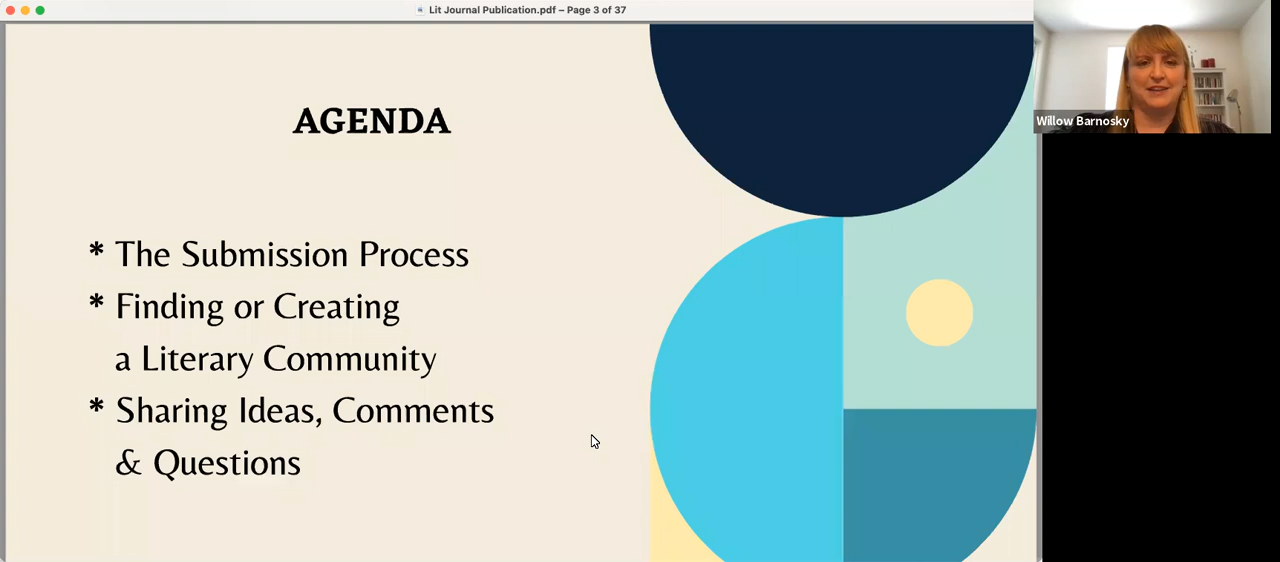 Lit Journal Publication.pdf – Page 3 of 37
Willow Barnosky
AGENDA
* The Submission Process
* Finding or Creating
a Literary Community
* Sharing Ideas, Comments
& Questions